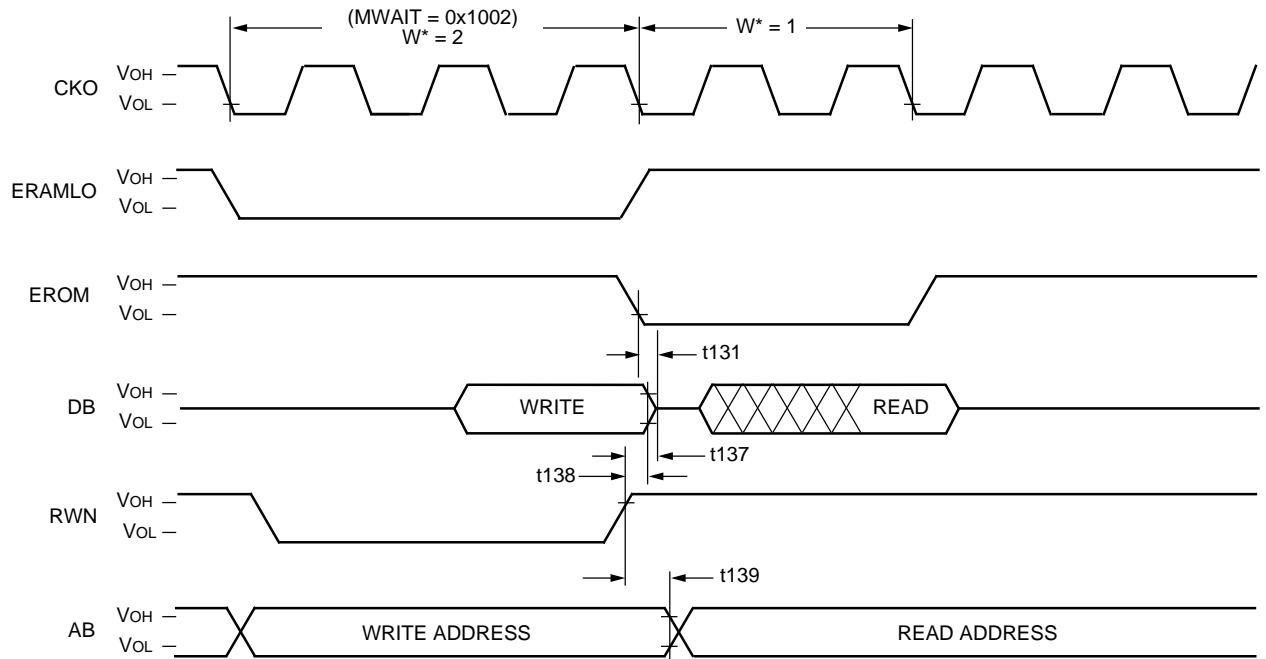 (MWAIT = 0x1002)
W* = 2
W* = 1
CKO
VOH
VOL
ERAMLO
VOH
VOL
EROM
VOH
VOL
t131
DB
VOH
VOL
WRITE
READ
t137
t138
RWN
VOH
VOL
t139
AB
VOH
VOL
WRITE ADDRESS
READ ADDRESS